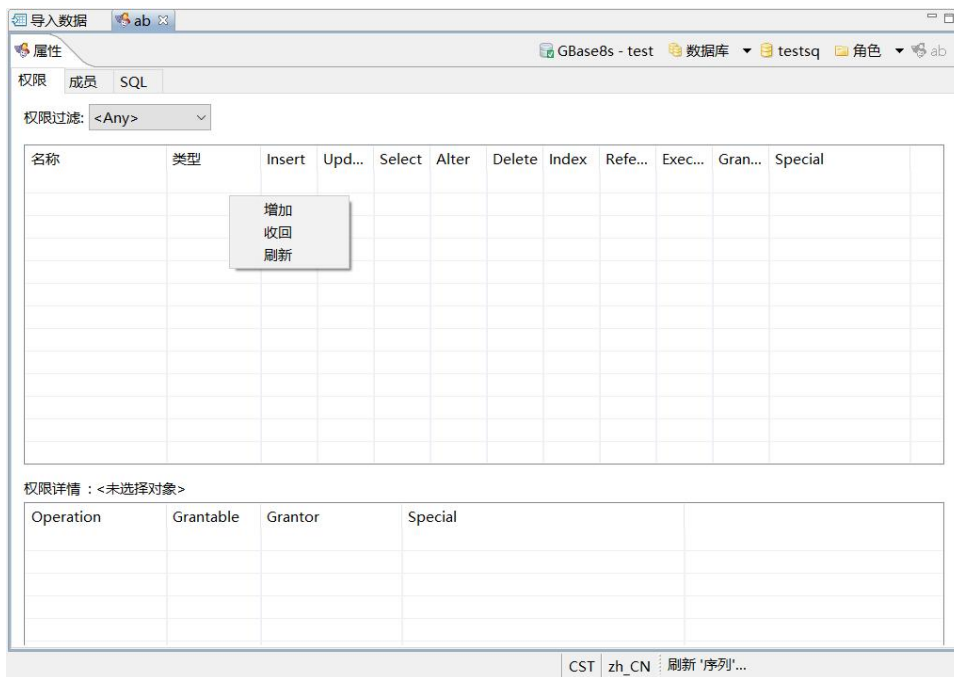 导入数据 ab
属性 GBase8s - test 数据库 testsq 角色 ab
权限 成员 SQL
权限过滤: <Any>
名称 类型 Insert Upd... Select Alter Delete Index Refe... Exec... Gran... Special
增加
收回
刷新
权限详情 : <未选择对象>
Operation Grantable Grantor Special
CST zh_CN 刷新 '序列'...